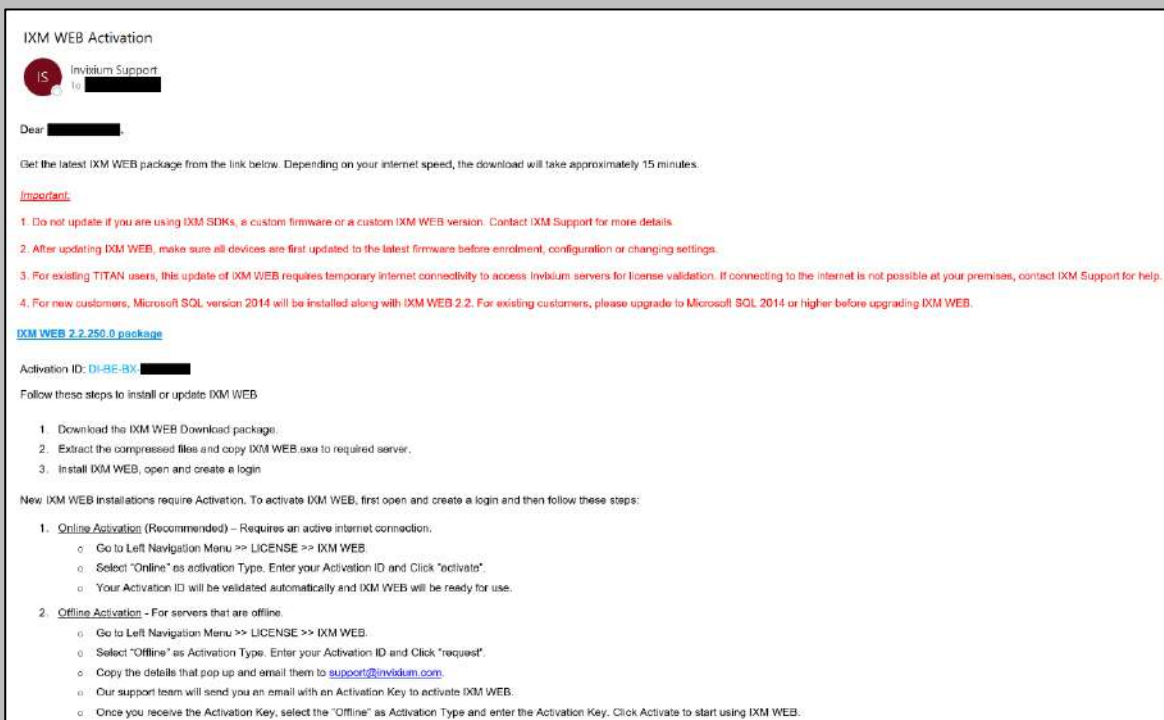 IXM WEB Activation
IS
Invixium Support
To
Dear ,
Get the latest IXM WEB package from the link below. Depending on your internet speed, the download will take approximately 15 minutes.
Important:
1. Do not update if you are using IXM SDKs, a custom firmware or a custom IXM WEB version. Contact IXM Support for more details.
2. After updating IXM WEB, make sure all devices are first updated to the latest firmware before enrolment, configuration or changing settings.
3. For existing TITAN users, this update of IXM WEB requires temporary internet connectivity to access Invixium servers for license validation. If connecting to the internet is not possible at your premises, contact IXM Support for help.
4. For new customers, Microsoft SQL version 2014 will be installed along with IXM WEB 2.2. For existing customers, please upgrade to Microsoft SQL 2014 or higher before upgrading IXM WEB.
IXM WEB 2.2.250.0 package
Activation ID: DI-BE-BX-
Follow these steps to install or update IXM WEB
1. Download the IXM WEB Download package.
2. Extract the compressed files and copy IXM WEB.exe to required server.
3. Install IXM WEB, open and create a login
New IXM WEB installations require Activation. To activate IXM WEB, first open and create a login and then follow these steps:
1. Online Activation (Recommended) – Requires an active internet connection.
o Go to Left Navigation Menu >> LICENSE >> IXM WEB.
o Select "Online" as activation Type. Enter your Activation ID and Click "activate".
o Your Activation ID will be validated automatically and IXM WEB will be ready for use.
2. Offline Activation - For servers that are offline.
o Go to Left Navigation Menu >> LICENSE >> IXM WEB.
o Select "Offline" as Activation Type. Enter your Activation ID and Click "request".
o Copy the details that pop up and email them to support@invixium.com.
o Our support team will send you an email with an Activation Key to activate IXM WEB.
o Once you receive the Activation Key, select the "Offline" as Activation Type and enter the Activation Key. Click Activate to start using IXM WEB.